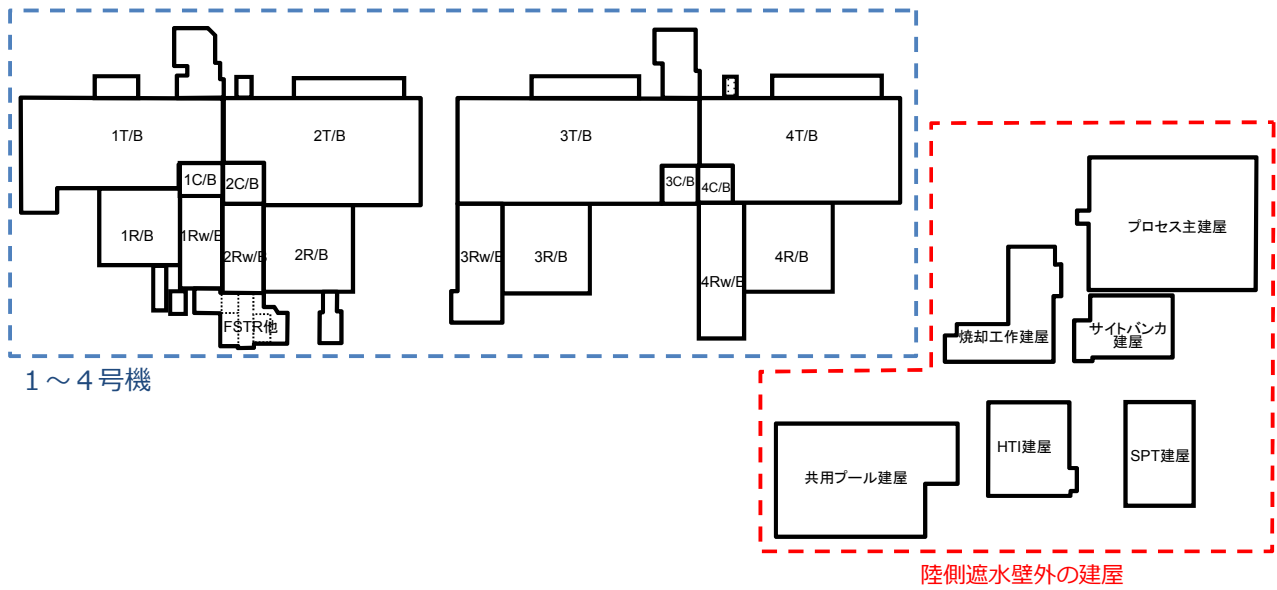 1T/B
2T/B
3T/B
4T/B
1C/B
2C/B
3C/B
4C/B
1R/B
1Rw/B
2Rw/B
2R/B
3Rw/B
3R/B
4Rw/B
4R/B
FSTR他
1～4号機
プロセス主建屋
焼却工作建屋
サイトバンカ
建屋
共用プール建屋
HTI建屋
SPT建屋
陸側遮水壁外の建屋